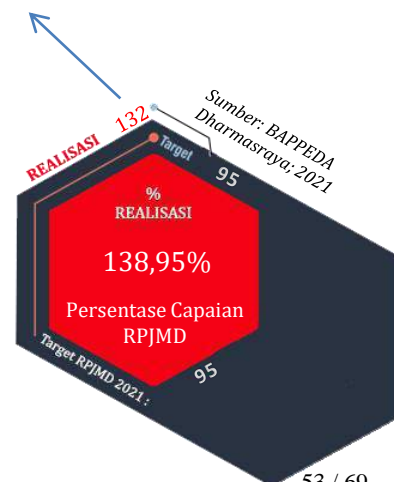 Sumber: BAPPEDA
Dharmasraya; 2021
REALISASI
132
Target
95
%
REALISASI
138,95%
Persentase Capaian
RPJMD
Target RPJMD 2021 :
95
53 / 69